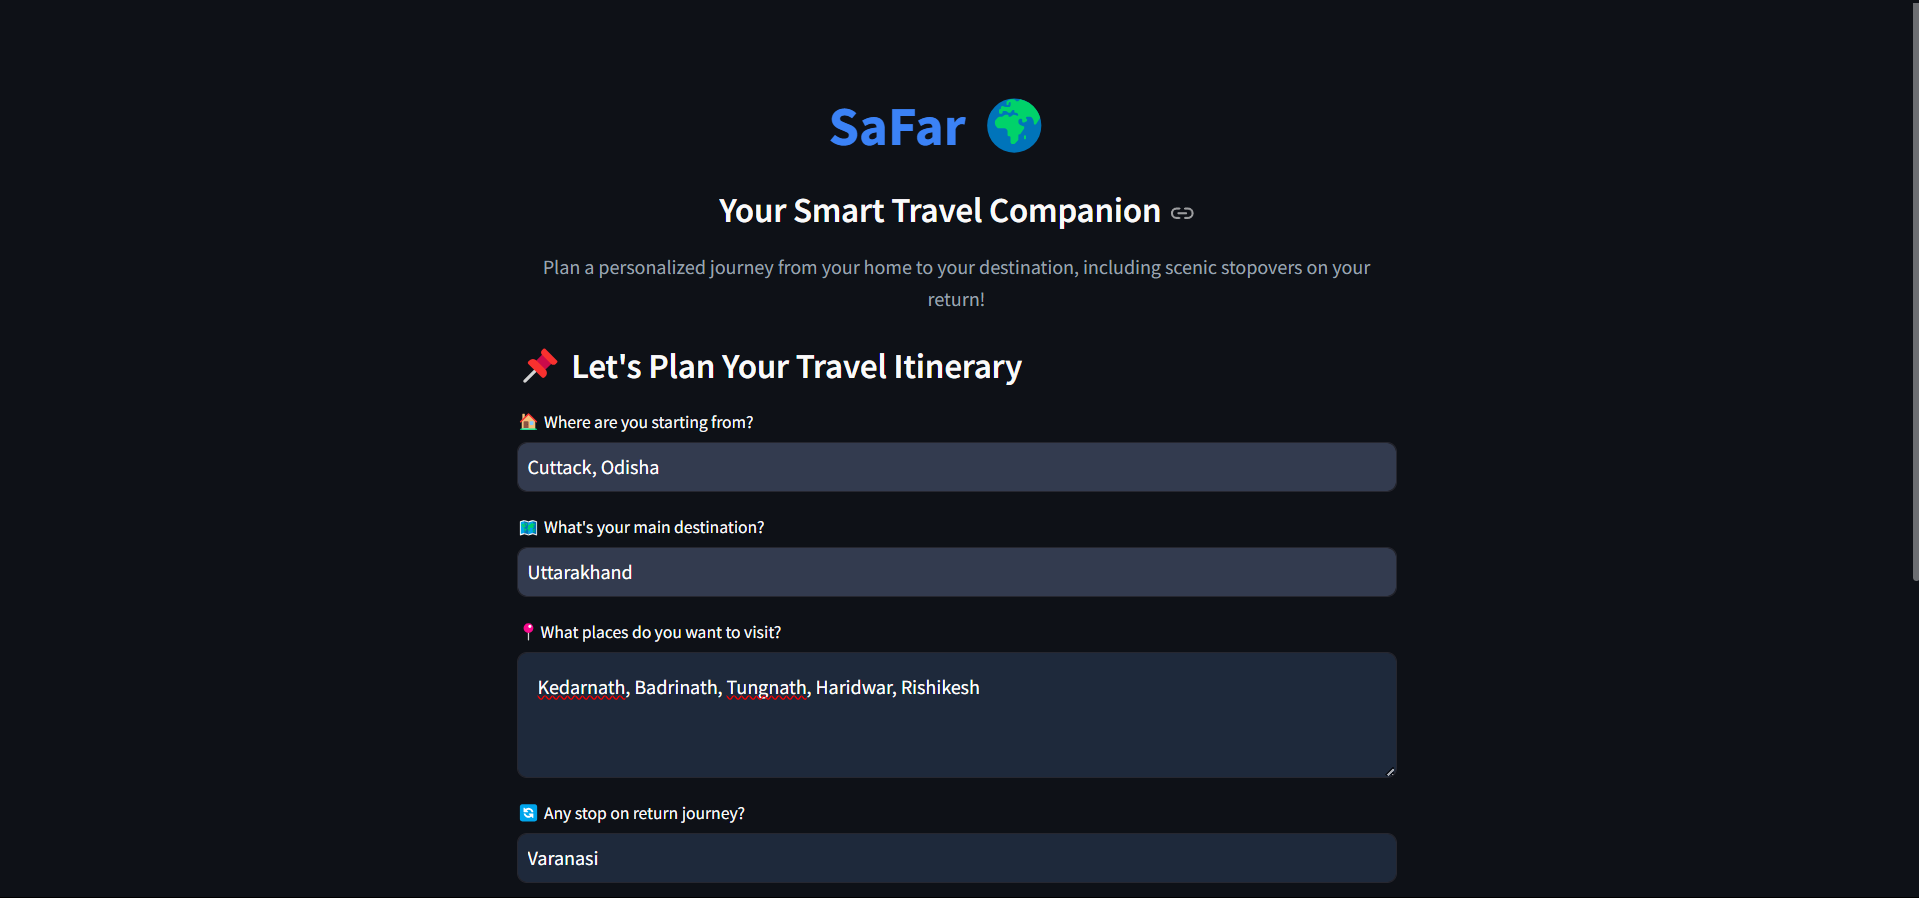 SaFar
Your Smart Travel Companion
Plan a personalized journey from your home to your destination, including scenic stopovers on your
return!
Let's Plan Your Travel Itinerary
Where are you starting from?
Cuttack, Odisha
What's your main destination?
Uttarakhand
What places do you want to visit?
Kedarnath, Badrinath, Tungnath, Haridwar, Rishikesh
Any stop on return journey?
Varanasi